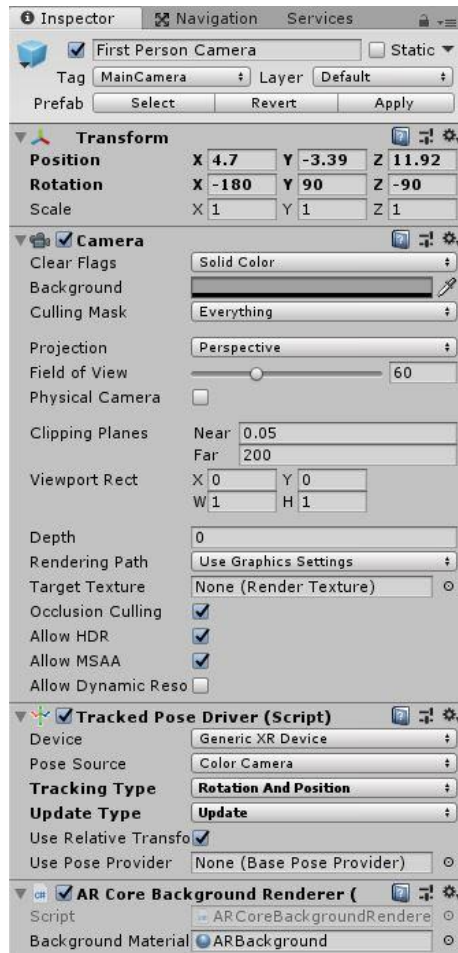 Inspector Navigation Services
First Person Camera Static
Tag MainCamera Layer Default
Prefab Select Revert Apply
Transform
Position X 4.7 Y -3.39 Z 11.92
Rotation X -180 Y 90 Z -90
Scale X 1 Y 1 Z 1
Camera
Clear Flags Solid Color
Background
Culling Mask Everything
Projection Perspective
Field of View 60
Physical Camera
Clipping Planes Near 0.05
Far 200
Viewport Rect X 0 Y 0
W 1 H 1
Depth 0
Rendering Path Use Graphics Settings
Target Texture None (Render Texture)
Occlusion Culling
Allow HDR
Allow MSAA
Allow Dynamic Reso
Tracked Pose Driver (Script)
Device Generic XR Device
Pose Source Color Camera
Tracking Type Rotation And Position
Update Type Update
Use Relative Transfo
Use Pose Provider None (Base Pose Provider)
AR Core Background Renderer (
Script ARCoreBackgroundRendere
Background Material ARBackground